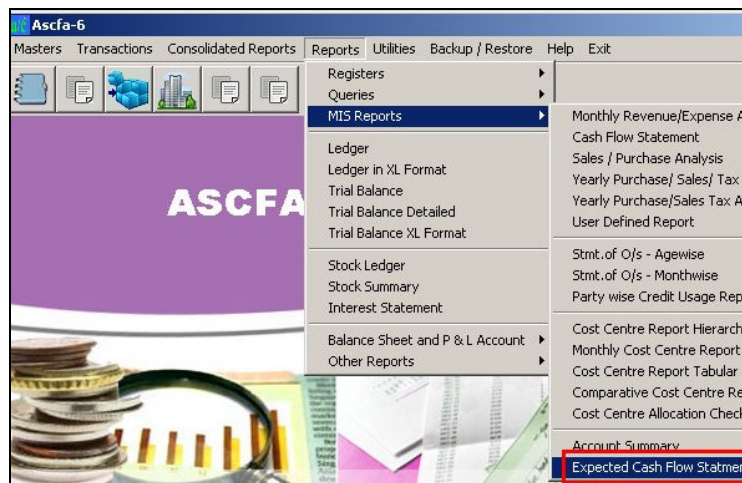 Ascfa-6
Masters Transactions Consolidated Reports Reports Utilities Backup / Restore Help Exit
Registers
Queries
MIS Reports
Ledger
Ledger in XL Format
Trial Balance
Trial Balance Detailed
Trial Balance XL Format
Stock Ledger
Stock Summary
Interest Statement
Balance Sheet and P & L Account
Other Reports
Monthly Revenue/Expense A
Cash Flow Statement
Sales / Purchase Analysis
Yearly Purchase/ Sales/ Tax
Yearly Purchase/Sales Tax A
User Defined Report
Stmt.of O/s - Agewise
Stmt.of O/s - Monthwise
Party wise Credit Usage Rep
Cost Centre Report Hierarch
Monthly Cost Centre Report
Cost Centre Report Tabular
Comparative Cost Centre Re
Cost Centre Allocation Check
Account Summary
Expected Cash Flow Statmen
ASCFA